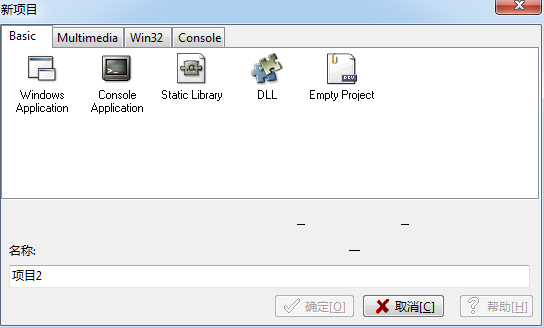 新项目
Basic Multimedia Win32 Console
Windows Application
Console Application
Static Library
DLL
DEV
Empty Project
名称:
项目2
确定[O] 取消[C] 帮助[H]